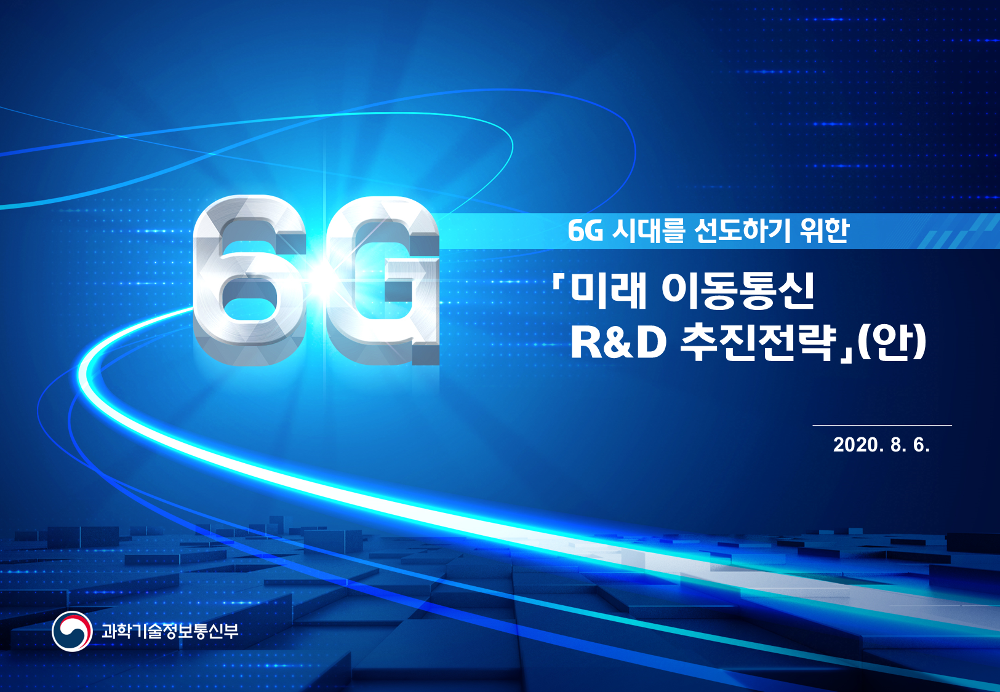 6G
6G 시대를 선도하기 위한
「미래 이동통신
R&D 추진전략」(안)
2020. 8. 6.
과학기술정보통신부